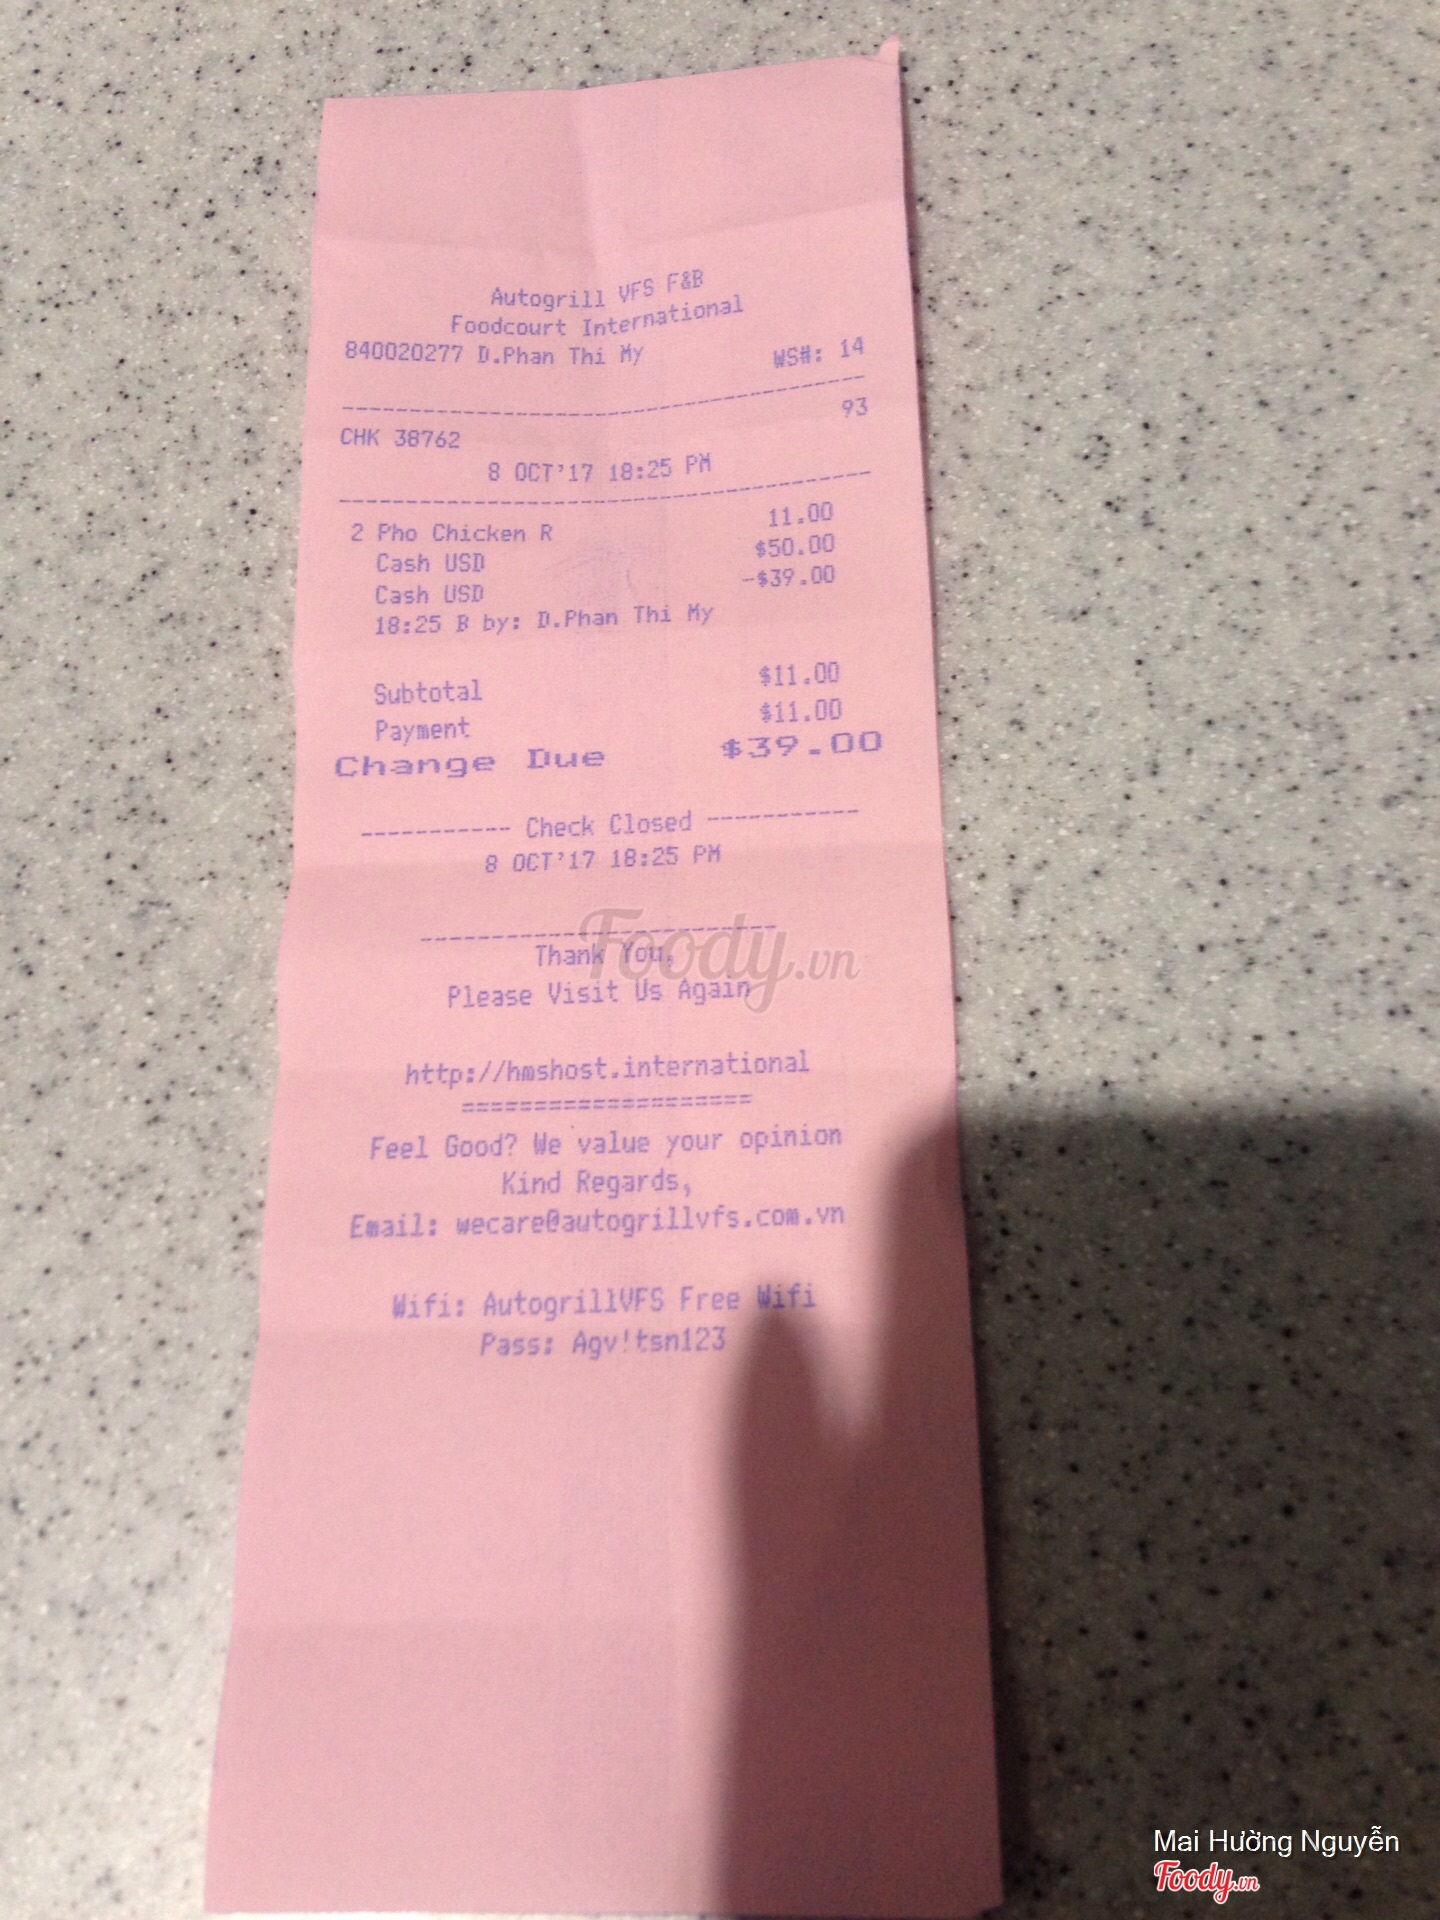 Autogrill VFS F&B
Foodcourt International
840020277 D.Phan Thi My WS#: 14
--------------------------------------
CHK 38762 93
8 OCT'17 18:25 PM
--------------------------------------
2 Pho Chicken R 11.00
Cash USD $50.00
Cash USD -$39.00
18:25 B by: D.Phan Thi My
Subtotal $11.00
Payment $11.00
Change Due $39.00
----------- Check Closed -----------
8 OCT'17 18:25 PM
-------------------------
Thank You,
Please Visit Us Again
Foody.vn
http://hmshost.international
====================
Feel Good? We value your opinion
Kind Regards,
Email: wecare@autogrillvfs.com.vn
Wifi: AutogrillVFS Free Wifi
Pass: Agv!tsn123
Mai Hường Nguyễn
Foody.vn